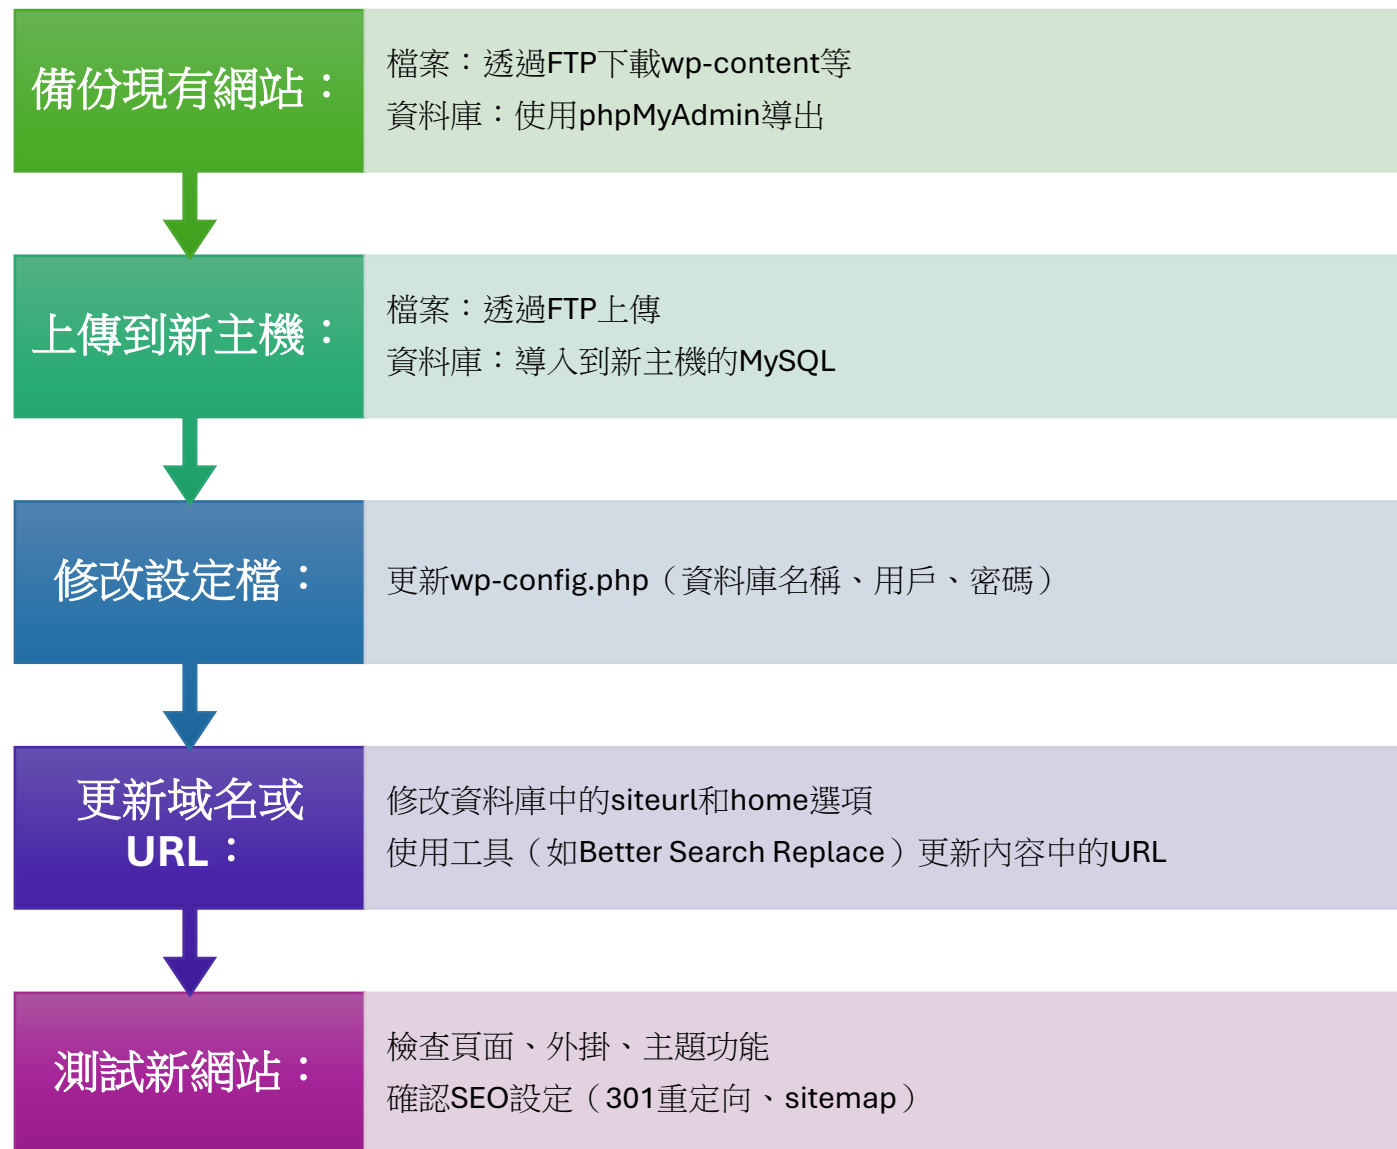 備份現有網站：
檔案：透過FTP下載wp-content等
資料庫：使用phpMyAdmin導出
上傳到新主機：
檔案：透過FTP上傳
資料庫：導入到新主機的MySQL
修改設定檔：
更新wp-config.php（資料庫名稱、用戶、密碼）
更新域名或
URL：
修改資料庫中的siteurl和home選項
使用工具（如Better Search Replace）更新內容中的URL
測試新網站：
檢查頁面、外掛、主題功能
確認SEO設定（301重定向、sitemap）